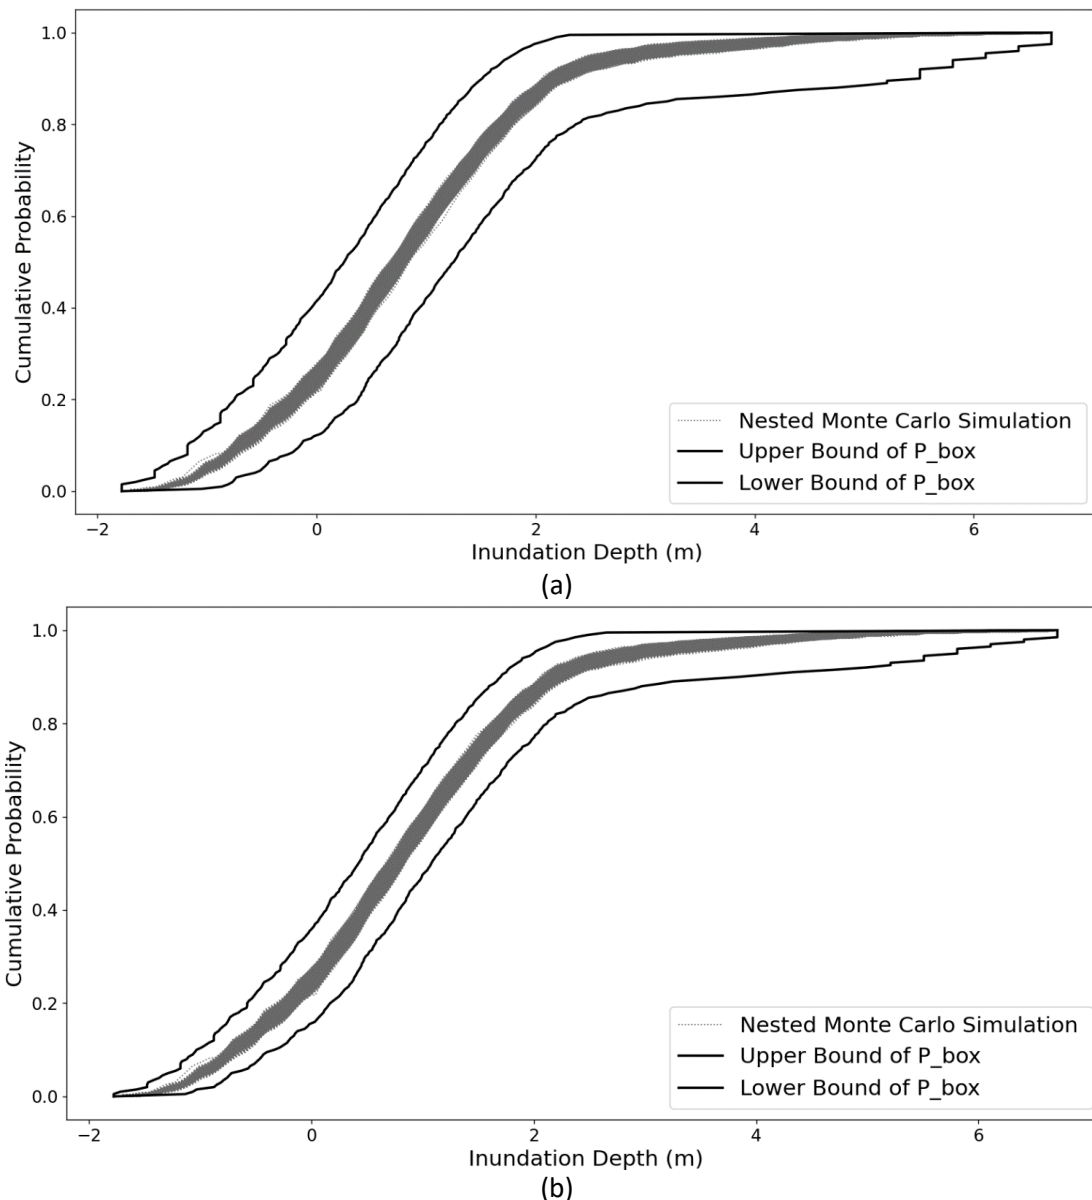 1.0
0.8
0.6
0.4
0.2
0.0
Cumulative Probability
Nested Monte Carlo Simulation
Upper Bound of P_box
Lower Bound of P_box
−2 0 2 4 6
Inundation Depth (m)
(a)
1.0
0.8
0.6
0.4
0.2
0.0
Cumulative Probability
Nested Monte Carlo Simulation
Upper Bound of P_box
Lower Bound of P_box
−2 0 2 4 6
Inundation Depth (m)
(b)